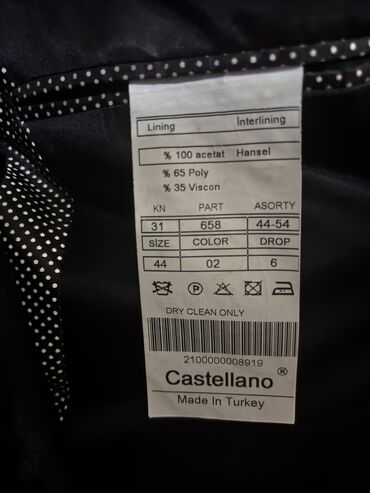 Lining Interlining
% 100 acetat Hansel
% 65 Poly
% 35 Viscon
KN PART ASORTY
31 658 44-54
SIZE COLOR DROP
44 02 6
P
DRY CLEAN ONLY
2100000008919
Castellano ®
Made In Turkey